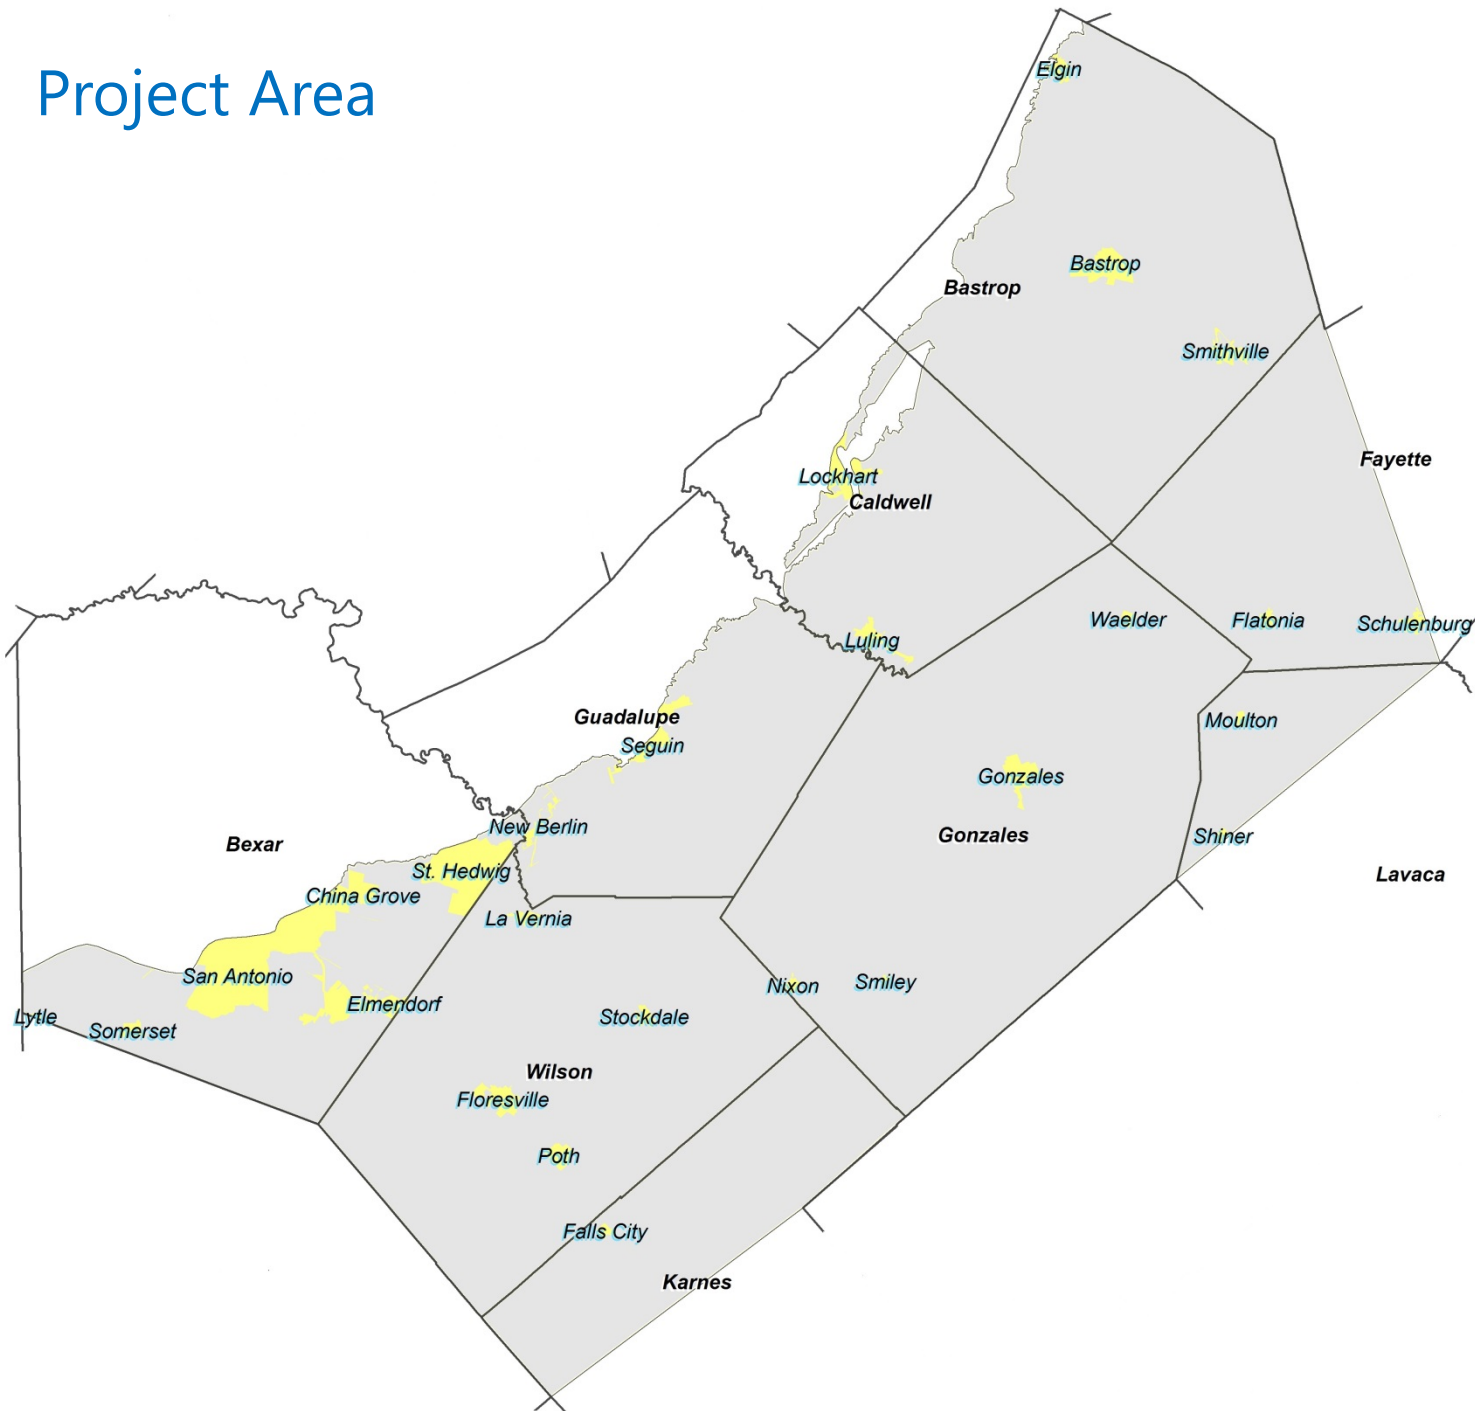 Project Area
Elgin
Bastrop
Bastrop
Smithville
Fayette
Lockhart
Caldwell
Waelder
Flatonia
Schulenburg
Luling
Guadalupe
Moulton
Seguin
Gonzales
New Berlin
Gonzales
Shiner
Bexar
St. Hedwig
Lavaca
China Grove
La Vernia
San Antonio
Smiley
Nixon
Elmendorf
Lytle
Stockdale
Somerset
Wilson
Floresville
Poth
Falls City
Karnes